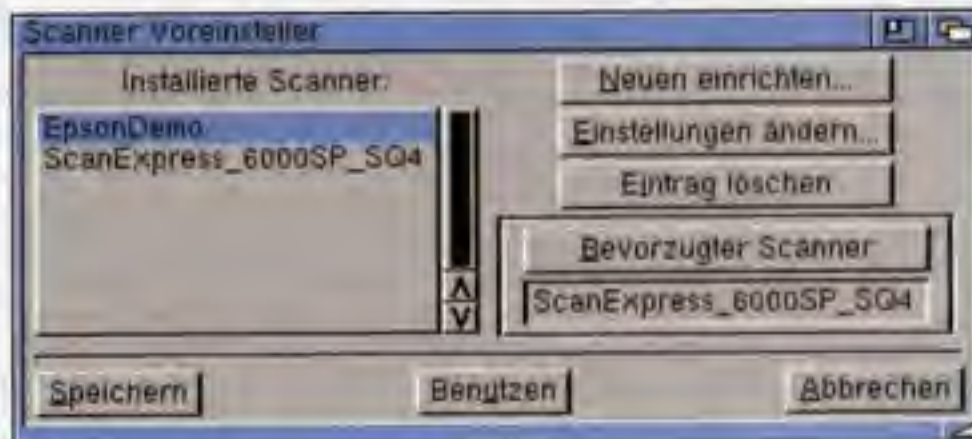 Scanner Voreinsteller
Installierte Scanner:
EpsonDemo
ScanExpress_6000SP_SQ4
Neuen einrichten...
Einstellungen ändern...
Eintrag löschen
Bevorzugter Scanner
ScanExpress_6000SP_SQ4
Speichern
Benutzen
Abbrechen